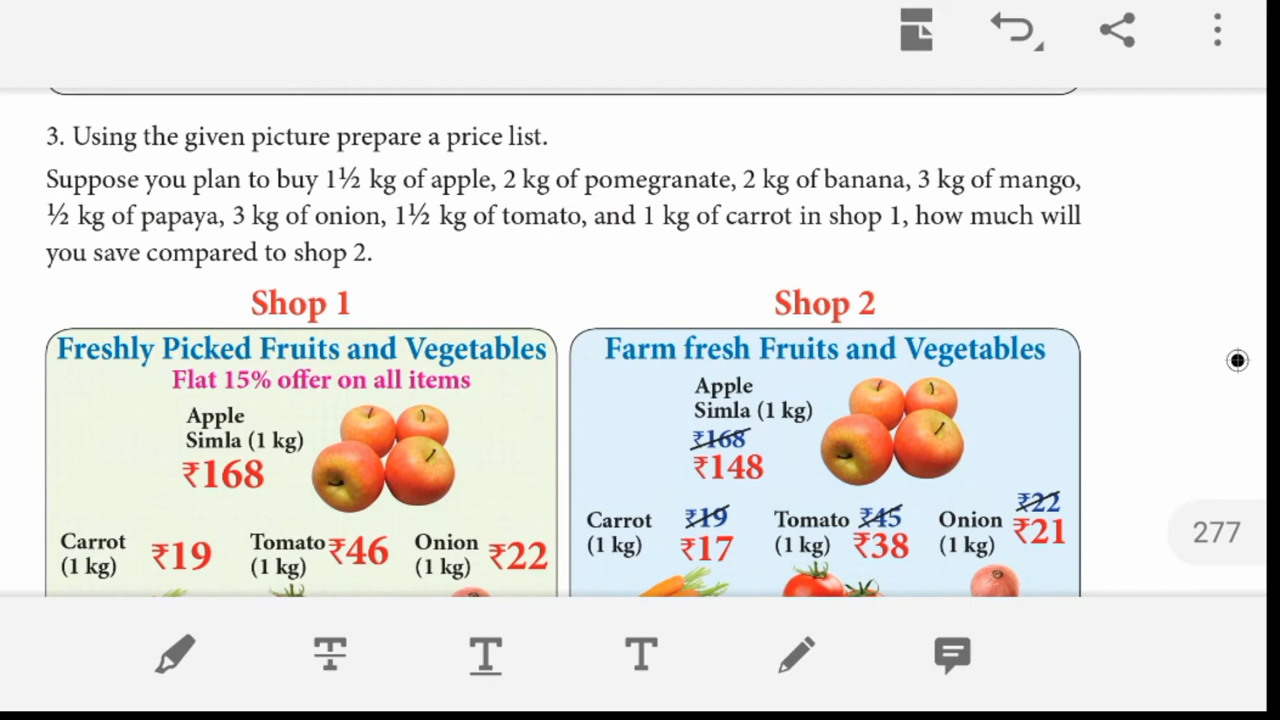 3. Using the given picture prepare a price list.
Suppose you plan to buy 1½ kg of apple, 2 kg of pomegranate, 2 kg of banana, 3 kg of mango,
½ kg of papaya, 3 kg of onion, 1½ kg of tomato, and 1 kg of carrot in shop 1, how much will
you save compared to shop 2.
Shop 1
Freshly Picked Fruits and Vegetables
Flat 15% offer on all items
Apple
Simla (1 kg)
₹168
Carrot
(1 kg)
₹19
Tomato
(1 kg)
₹46
Onion
(1 kg)
₹22
Shop 2
Farm fresh Fruits and Vegetables
Apple
Simla (1 kg)
₹168
₹148
Carrot
(1 kg)
₹19
₹17
Tomato
(1 kg)
₹45
₹38
Onion
(1 kg)
₹22
₹21
277
T
T
T